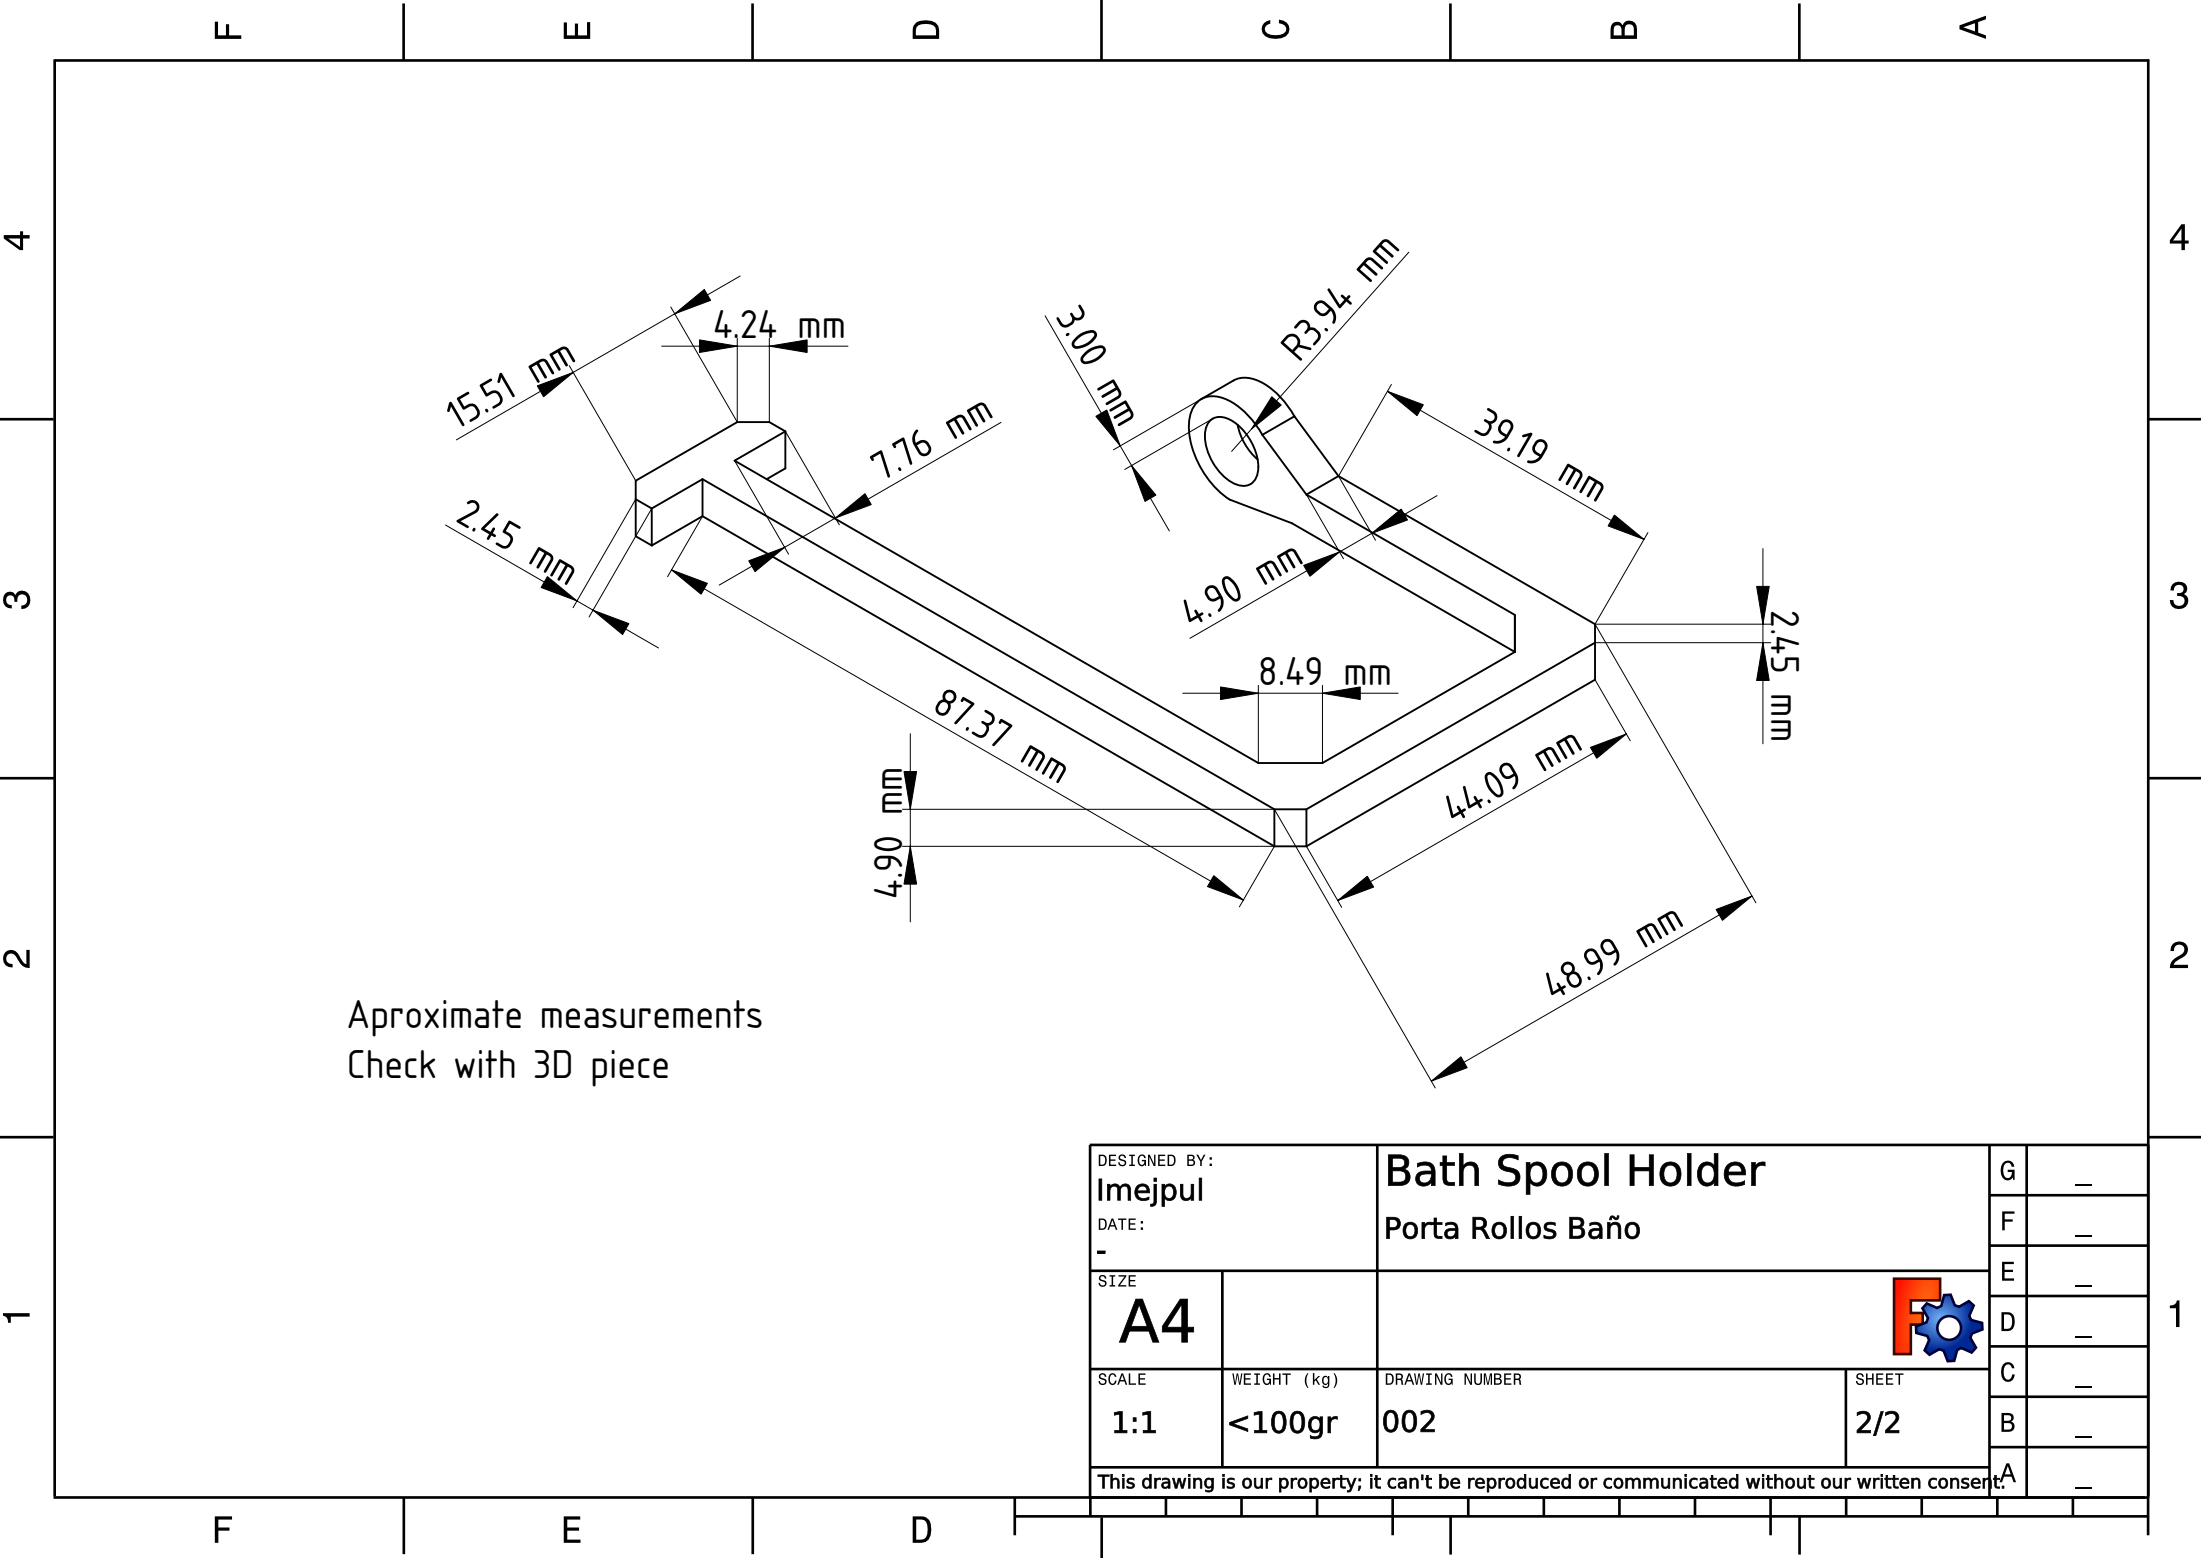 F E D C B A
4 4
3 3
2 2
1 1
15.51 mm
4.24 mm
7.76 mm
2.45 mm
87.37 mm
4.90 mm
3.00 mm
R3.94 mm
39.19 mm
4.90 mm
8.49 mm
2.45 mm
44.09 mm
48.99 mm
Aproximate measurements
Check with 3D piece
DESIGNED BY:
Imejpul
DATE:
-
Bath Spool Holder
Porta Rollos Baño
SIZE
A4
SCALE
1:1
WEIGHT (kg)
<100gr
DRAWING NUMBER
002
SHEET
2/2
This drawing is our property; it can't be reproduced or communicated without our written consent.
G _
F _
E _
D _
C _
B _
A _
F E D